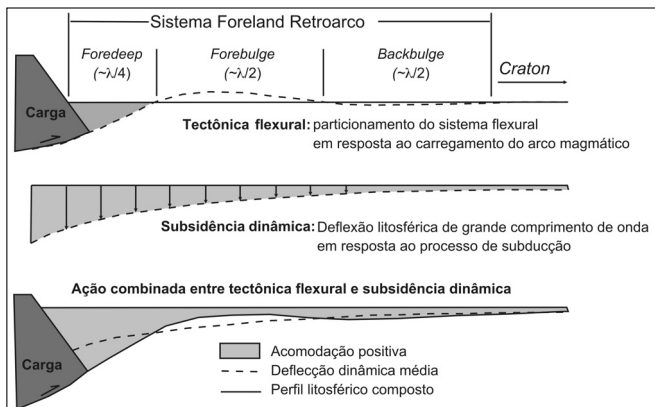 Sistema Foreland Retroarco
Foredeep
(~λ/4)
Forebulge
(~λ/2)
Backbulge
(~λ/2)
Craton
Carga
Tectônica flexural: particionamento do sistema flexural
em resposta ao carregamento do arco magmático
Subsidência dinâmica: Deflexão litosférica de grande comprimento de onda
em resposta ao processo de subducção
Ação combinada entre tectônica flexural e subsidência dinâmica
Carga
Acomodação positiva
Deflecção dinâmica média
Perfil litosférico composto